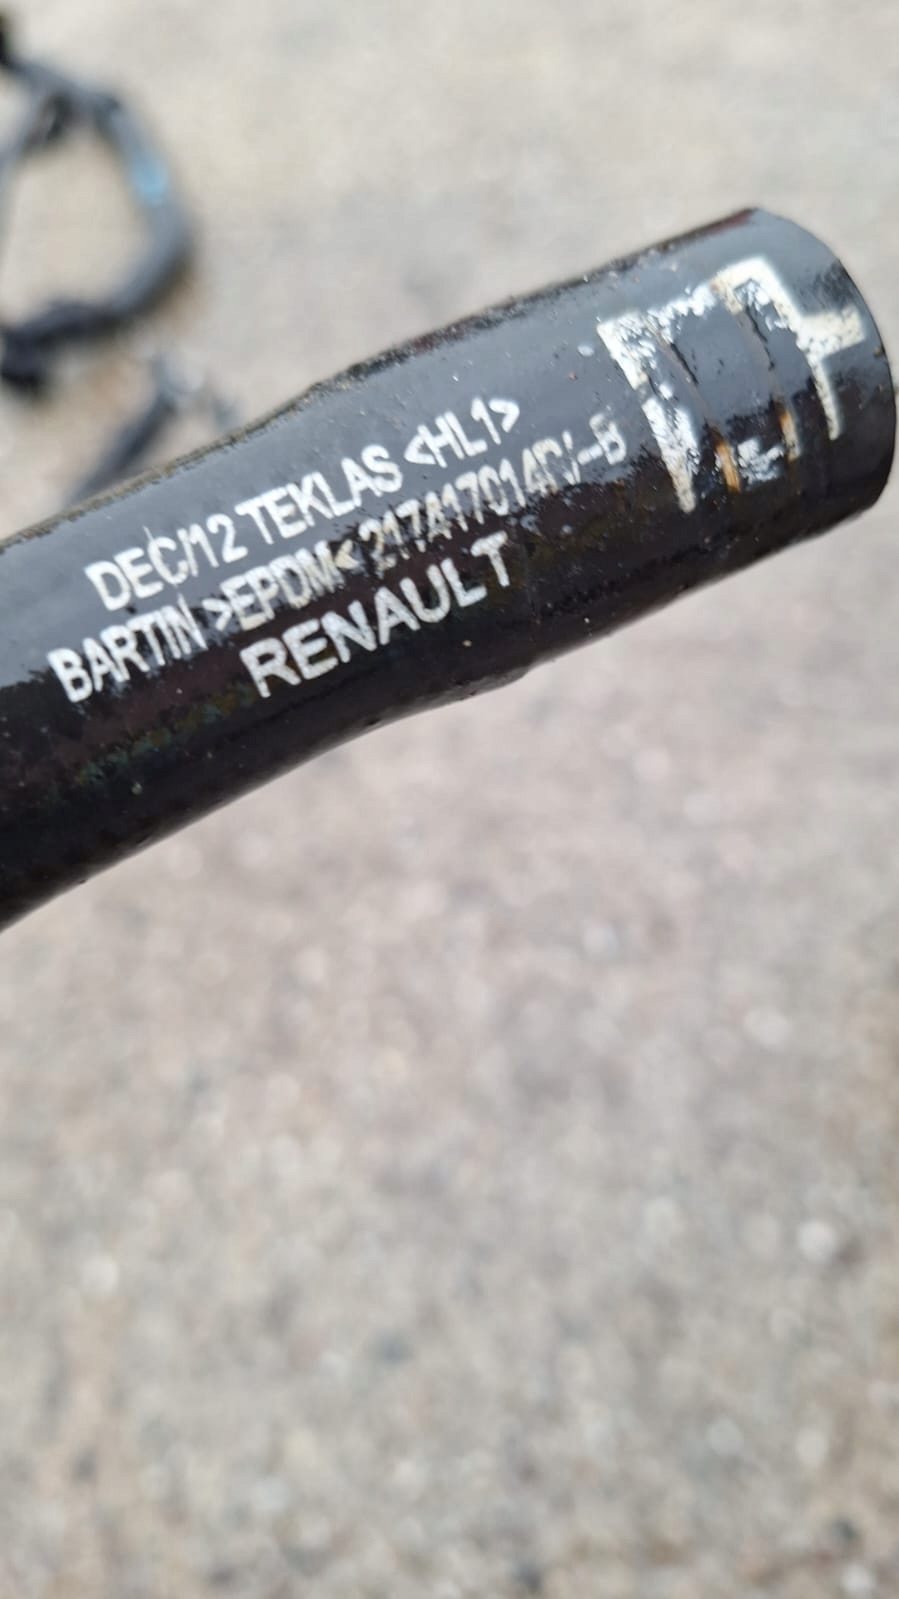 DEC/12 TEKLAS <HL1>
BARTIN >EPDM<
RENAULT